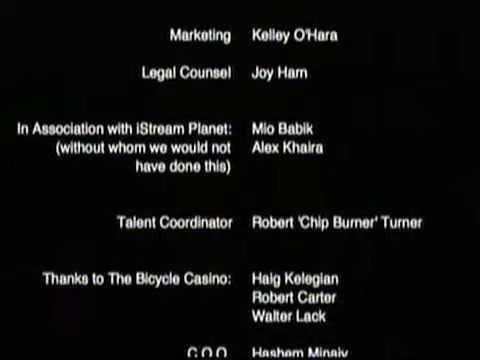 Marketing Kelley O'Hara
Legal Counsel Joy Harn
In Association with iStream Planet: Mio Babik
(without whom we would not Alex Khaira
have done this)
Talent Coordinator Robert 'Chip Burner' Turner
Thanks to The Bicycle Casino: Haig Kelegian
Robert Carter
Walter Lack
C.O.O. Hashem Minaiy